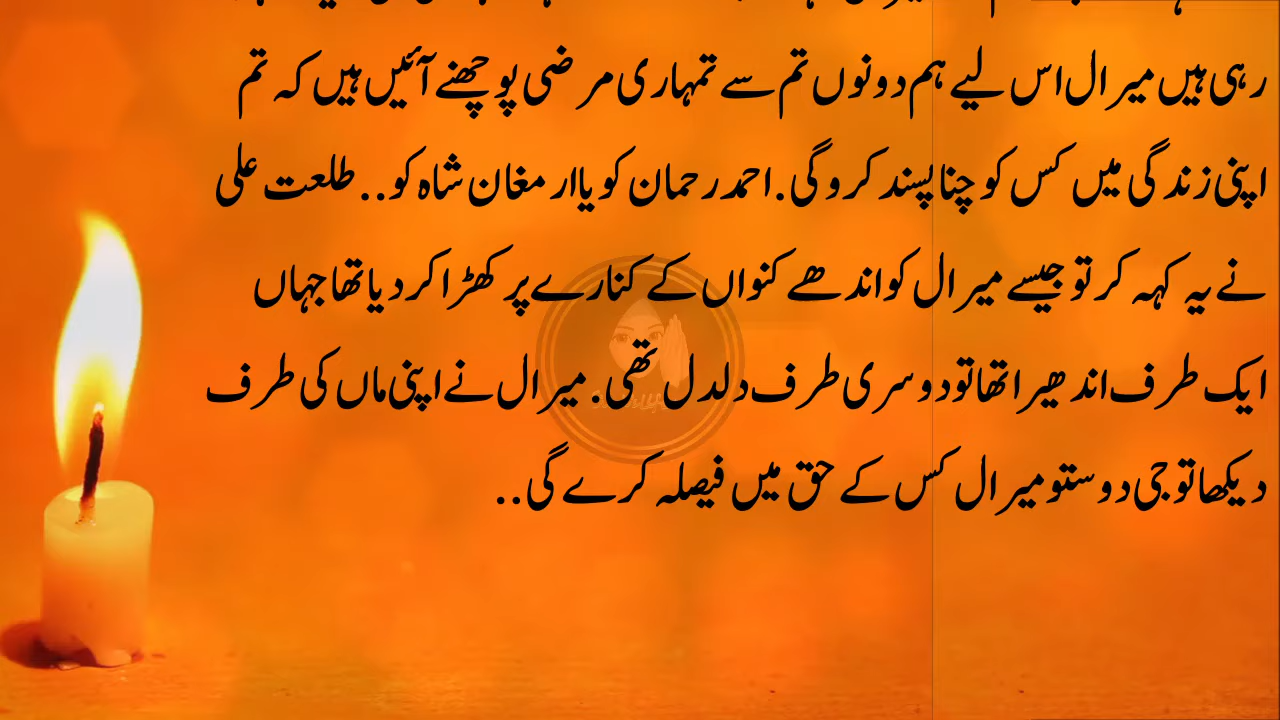 رہی ہیں میرال اس لیے ہم دونوں تم سے تمہاری مرضی پوچھنے آئیں ہیں کہ تم
اپنی زندگی میں کس کو چنا پسند کرو گی.احمد رحمان کو یا ارمغان شاہ کو..طلعت علی
نے یہ کہہ کر تو جیسے میرال کو اندھے کنواں کے کنارے پر کھڑا کر دیا تھا جہاں
ایک طرف اندھیرا تھا تو دوسری طرف دلدل تھی.میرال نے اپنی ماں کی طرف
دیکھا تو جی دوستو میرال کس کے حق میں فیصلہ کرے گی..